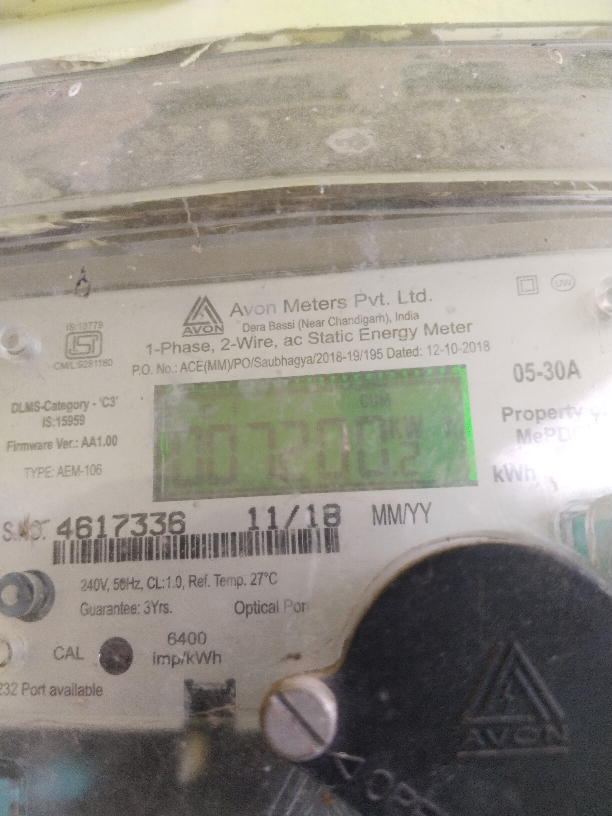 UW
Avon Meters Pvt. Ltd.
AVON
Dera Bassi (Near Chandigarh), India
1-Phase, 2-Wire, ac Static Energy Meter
P.O. No.: ACE(MM)/PO/Saubhagya/2018-19/195 Dated: 12-10-2018
IS:13779
05-30A
DLMS-Category - 'C3'
IS:15959
Firmware Ver.: AA1.00
TYPE: AEM-106
Property
kWh
S.NO. 4617336 11/18 MM/YY
240V, 50Hz, CL:1.0, Ref. Temp. 27°C
Guarantee: 3Yrs. Optical Por
CAL 6400
imp/kWh
232 Port available
AVON